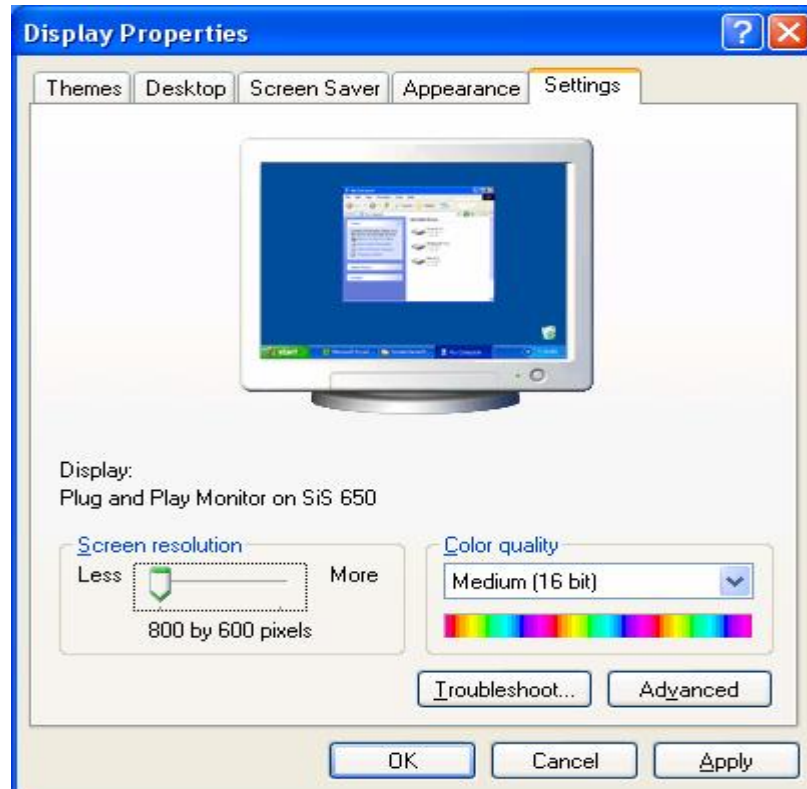 Display Properties
Themes Desktop Screen Saver Appearance Settings
start
Display:
Plug and Play Monitor on SiS 650
Screen resolution
Less More
800 by 600 pixels
Color quality
Medium (16 bit)
Troubleshoot... Advanced
OK Cancel Apply